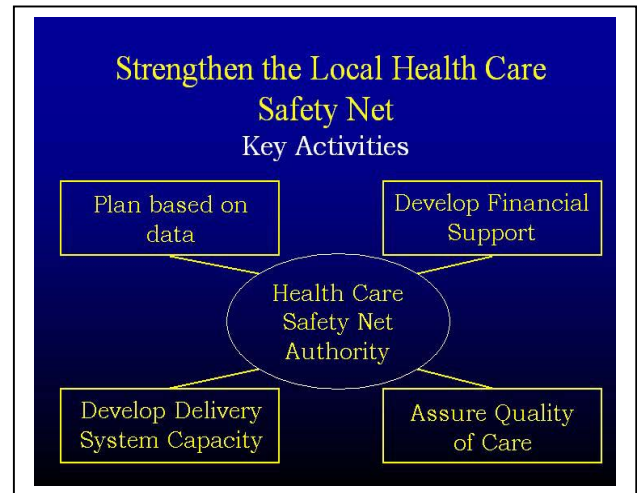 Strengthen the Local Health Care
Safety Net
Key Activities
Plan based on
data
Develop Financial
Support
Health Care
Safety Net
Authority
Develop Delivery
System Capacity
Assure Quality
of Care